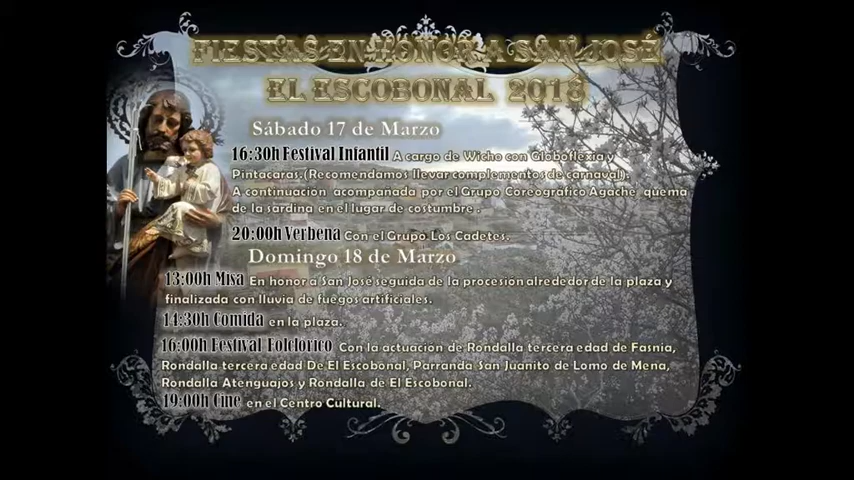 FIESTAS EN HONOR A SAN JOSÉ
EL ESCOBONAL 2018
Sábado 17 de Marzo
16:30h Festival Infantil A cargo de Wicho con Globoflexia y
Pintacaras.(Recomendamos llevar complementos de carnaval).
A continuación acompañada por el Grupo Coreográfico Agache quema
de la sardina en el lugar de costumbre .
20:00h Verbena Con el Grupo Los Cadetes.
Domingo 18 de Marzo
13:00h Misa En honor a San José seguida de la procesión alrededor de la plaza y
finalizada con lluvia de fuegos artificiales.
14:30h Comida en la plaza.
16:00h Festival Folclórico Con la actuación de Rondalla tercera edad de Fasnia,
Rondalla tercera edad De El Escobonal, Parranda San Juanito de Lomo de Mena,
Rondalla Atenguajos y Rondalla de El Escobonal.
19:00h Cine en el Centro Cultural.